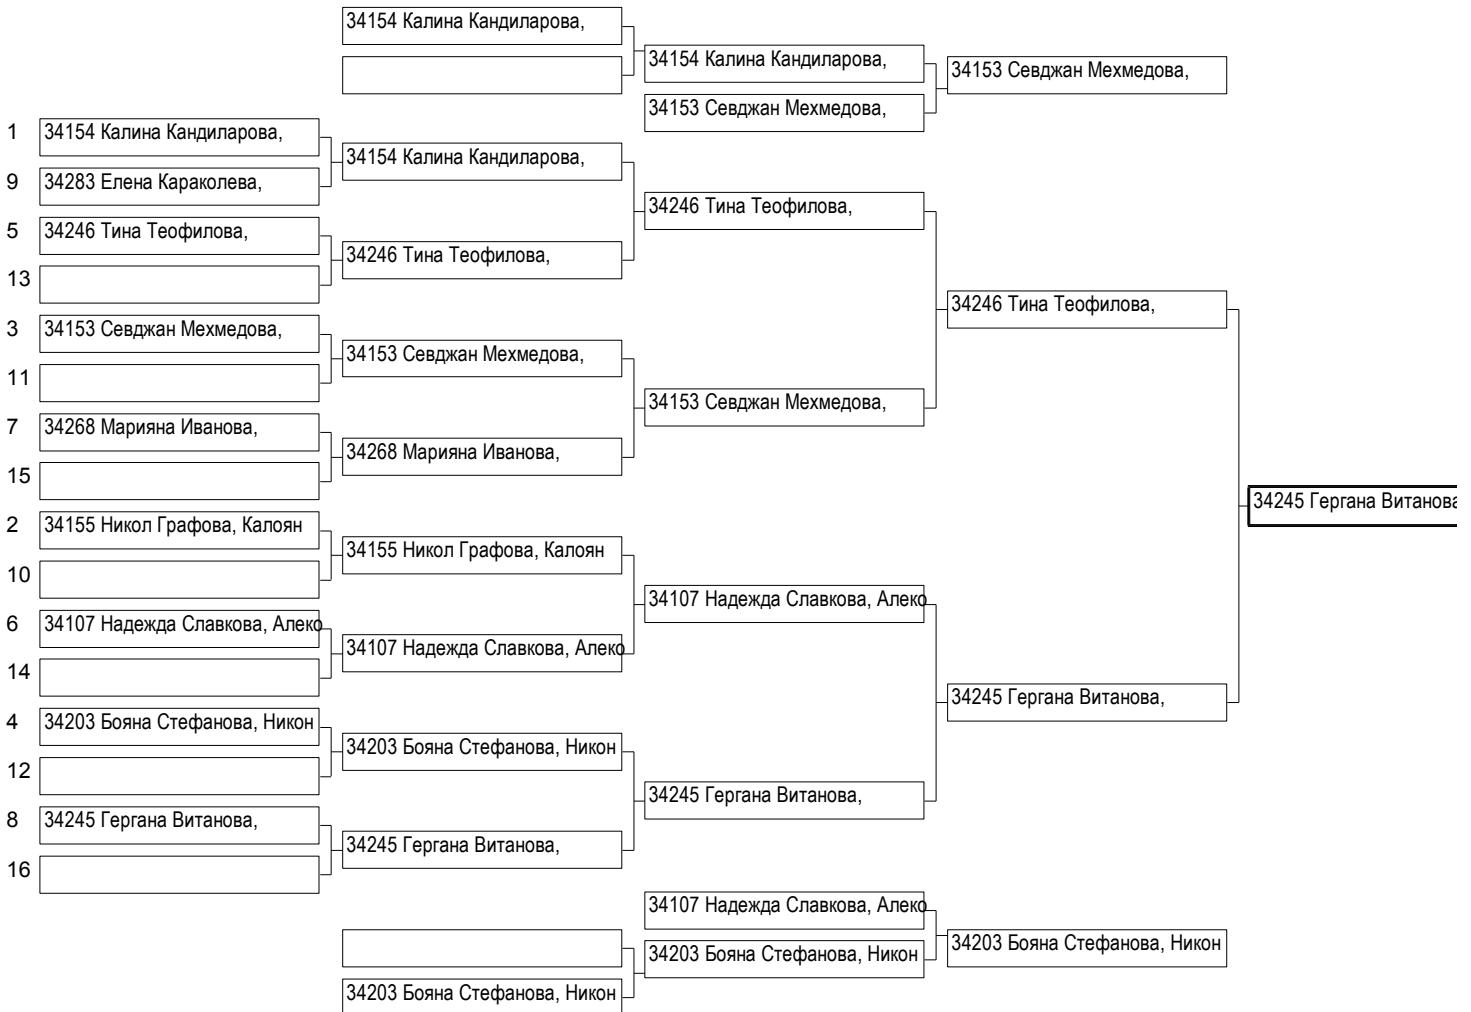 34154 Калина Кандиларова,
34154 Калина Кандиларова,
34153 Севджан Мехмедова,
34153 Севджан Мехмедова,
1 34154 Калина Кандиларова,
34154 Калина Кандиларова,
9 34283 Елена Караколева,
34246 Тина Теофилова,
5 34246 Тина Теофилова,
34246 Тина Теофилова,
13
34246 Тина Теофилова,
3 34153 Севджан Мехмедова,
34153 Севджан Мехмедова,
11
34153 Севджан Мехмедова,
7 34268 Марияна Иванова,
34268 Марияна Иванова,
15
34245 Гергана Витанова
2 34155 Никол Графова, Калоян
34155 Никол Графова, Калоян
10
34107 Надежда Славкова, Алеко
6 34107 Надежда Славкова, Алеко
34107 Надежда Славкова, Алеко
14
34245 Гергана Витанова,
4 34203 Бояна Стефанова, Никон
34203 Бояна Стефанова, Никон
12
34245 Гергана Витанова,
8 34245 Гергана Витанова,
34245 Гергана Витанова,
16
34107 Надежда Славкова, Алеко
34203 Бояна Стефанова, Никон
34203 Бояна Стефанова, Никон
34203 Бояна Стефанова, Никон